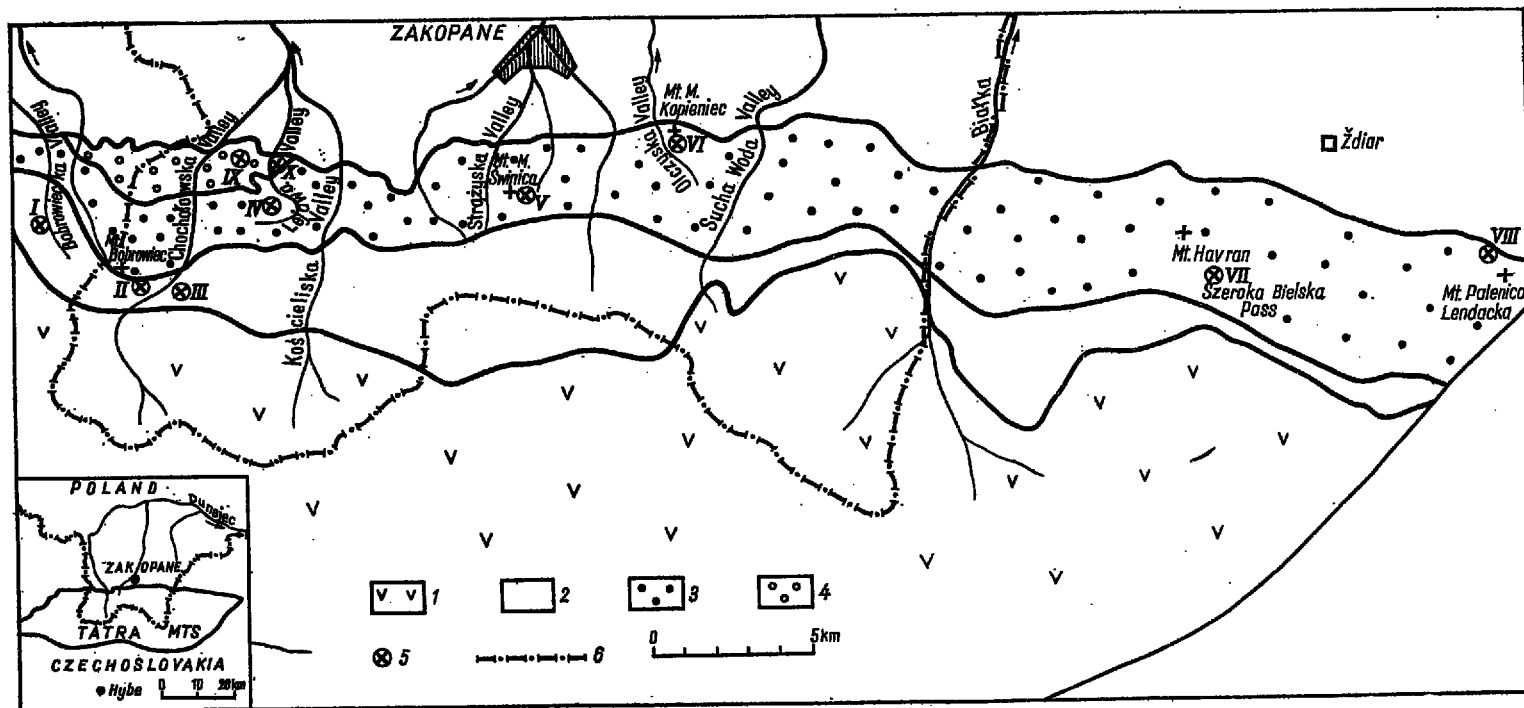 ZAKOPANE
Mt. M.
Kopieniec
Valley
Olczyska
Valley
Sucha Woda
Białka
Ždiar
Valley
Bobrowiecka
Valley
Chochołowska
Valley
Lejowa
Valley
Kościeliska
Valley
Strążyska
Mt. M.
Świnica
Mt.
Bobrowiec
I
II
III
IV
V
VI
VII
VIII
IX
X
Mt. Havran
Szeroka Bielska
Pass
Mt. Palenica
Lendacka
POLAND
Dunajec
ZAKOPANE
TATRA MTS
CZECHOSLOVAKIA
Hybe 0 10 20km
1
2
3
4
5
6
0 5km